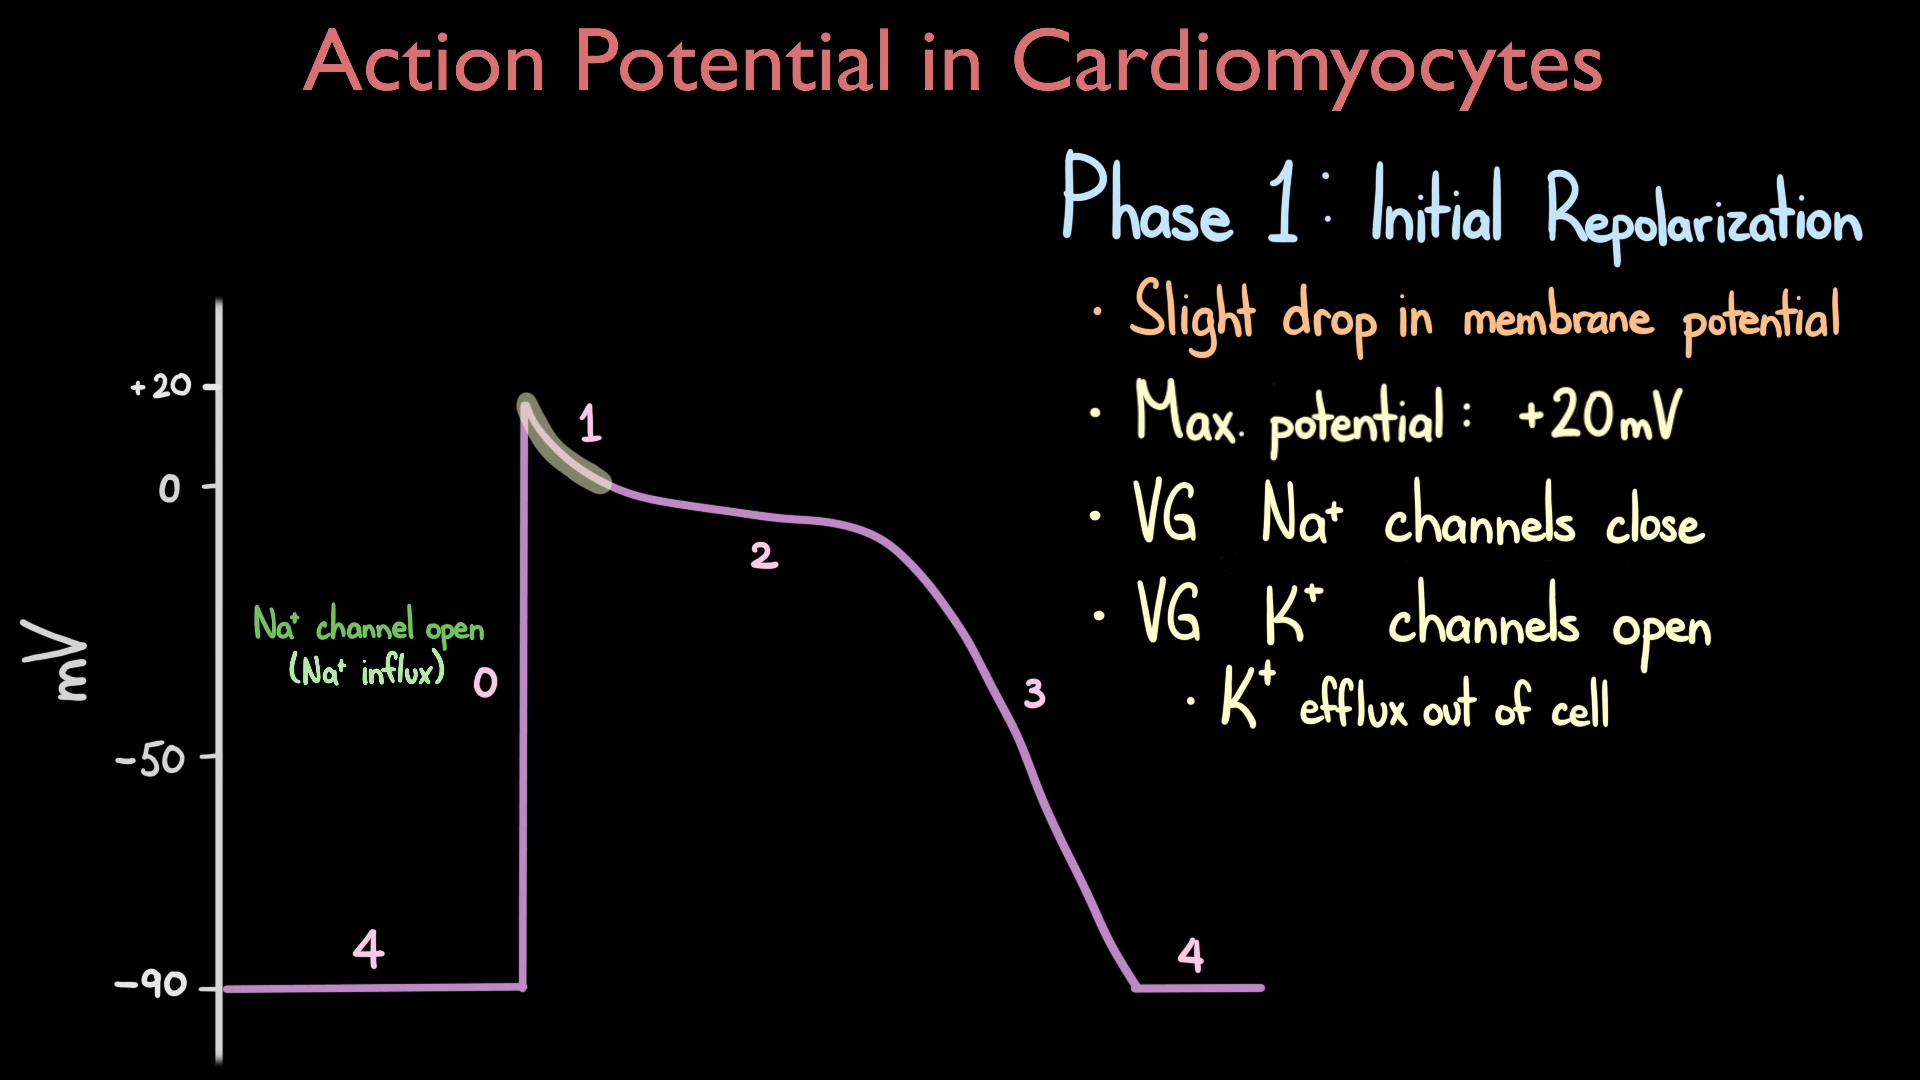 Action Potential in Cardiomyocytes
Phase 1: Initial Repolarization
• Slight drop in membrane potential
• Max. potential: +20mV
• VG Na⁺ channels close
• VG K⁺ channels open
• K⁺ efflux out of cell
mV
+20
0
-50
-90
Na⁺ channel open
(Na⁺ influx)
4
0
1
2
3
4